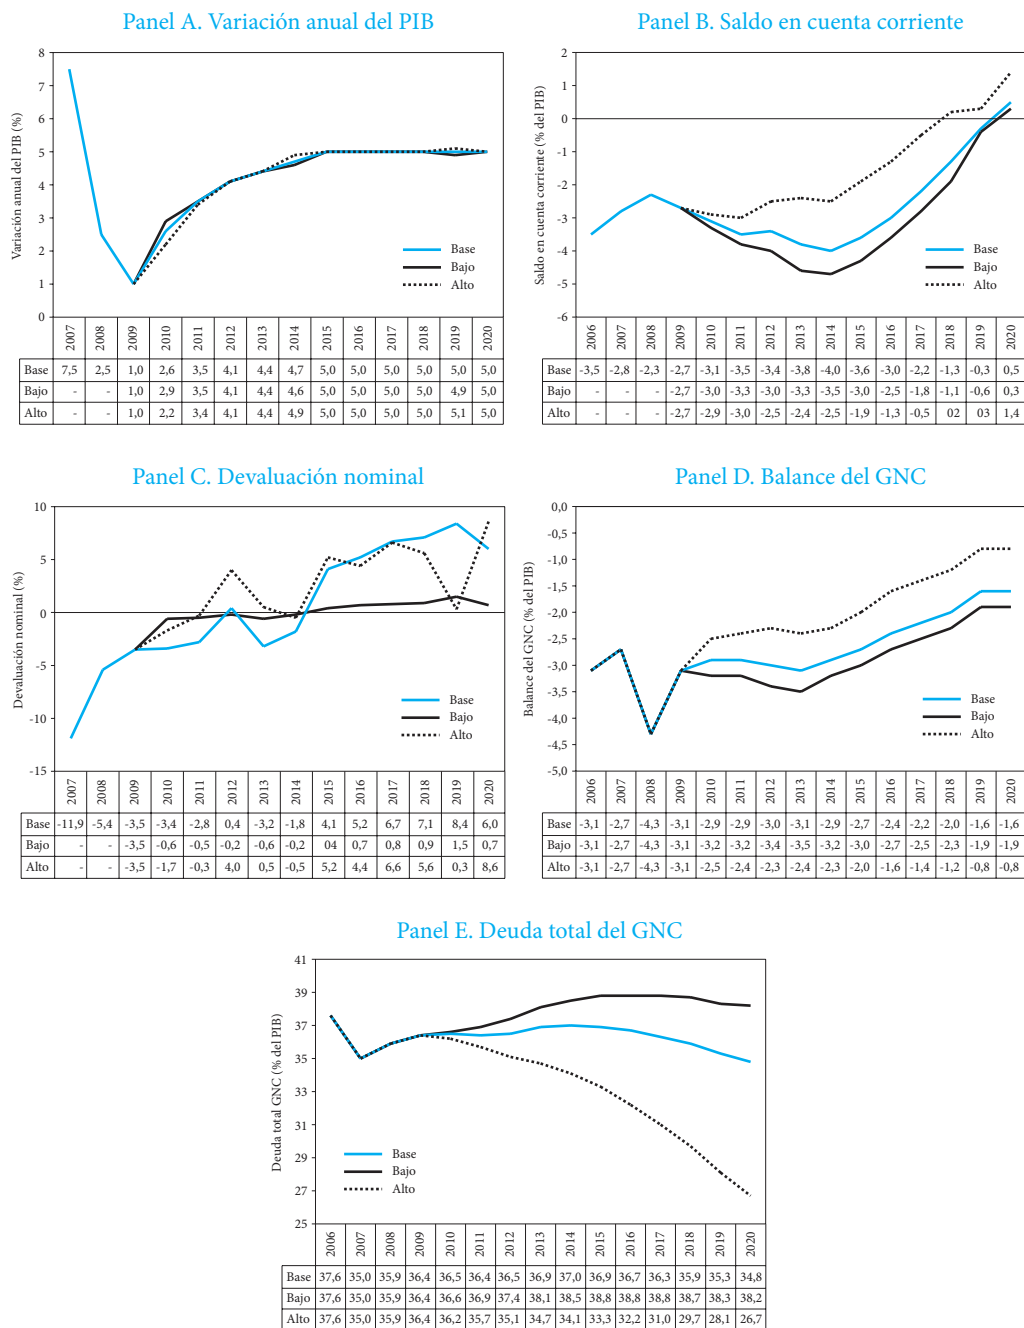 Panel A. Variación anual del PIB
Variación anual del PIB (%)
8
7
6
5
4
3
2
1
0
Base
Bajo
Alto
2007 2008 2009 2010 2011 2012 2013 2014 2015 2016 2017 2018 2019 2020
Base 7,5 2,5 1,0 2,6 3,5 4,1 4,4 4,7 5,0 5,0 5,0 5,0 5,0 5,0
Bajo - - 1,0 2,9 3,5 4,1 4,4 4,6 5,0 5,0 5,0 5,0 4,9 5,0
Alto - - 1,0 2,2 3,4 4,1 4,4 4,9 5,0 5,0 5,0 5,0 5,1 5,0
Panel B. Saldo en cuenta corriente
Saldo en cuenta corriente (% del PIB)
2
1
0
-1
-2
-3
-4
-5
-6
Base
Bajo
Alto
2006 2007 2008 2009 2010 2011 2012 2013 2014 2015 2016 2017 2018 2019 2020
Base -3,5 -2,8 -2,3 -2,7 -3,1 -3,5 -3,4 -3,8 -4,0 -3,6 -3,0 -2,2 -1,3 -0,3 0,5
Bajo - - - -2,7 -3,0 -3,3 -3,0 -3,3 -3,5 -3,0 -2,5 -1,8 -1,1 -0,6 0,3
Alto - - - -2,7 -2,9 -3,0 -2,5 -2,4 -2,5 -1,9 -1,3 -0,5 02 03 1,4
Panel C. Devaluación nominal
Devaluación nominal (%)
10
5
0
-5
-10
-15
Base
Bajo
Alto
2007 2008 2009 2010 2011 2012 2013 2014 2015 2016 2017 2018 2019 2020
Base -11,9 -5,4 -3,5 -3,4 -2,8 0,4 -3,2 -1,8 4,1 5,2 6,7 7,1 8,4 6,0
Bajo - - -3,5 -0,6 -0,5 -0,2 -0,6 -0,2 04 0,7 0,8 0,9 1,5 0,7
Alto - - -3,5 -1,7 -0,3 4,0 0,5 -0,5 5,2 4,4 6,6 5,6 0,3 8,6
Panel D. Balance del GNC
Balance del GNC (% del PIB)
0,0
-0,5
-1,0
-1,5
-2,0
-2,5
-3,0
-3,5
-4,0
-4,5
-5,0
Base
Bajo
Alto
2006 2007 2008 2009 2010 2011 2012 2013 2014 2015 2016 2017 2018 2019 2020
Base -3,1 -2,7 -4,3 -3,1 -2,9 -2,9 -3,0 -3,1 -2,9 -2,7 -2,4 -2,2 -2,0 -1,6 -1,6
Bajo -3,1 -2,7 -4,3 -3,1 -3,2 -3,2 -3,4 -3,5 -3,2 -3,0 -2,7 -2,5 -2,3 -1,9 -1,9
Alto -3,1 -2,7 -4,3 -3,1 -2,5 -2,4 -2,3 -2,4 -2,3 -2,0 -1,6 -1,4 -1,2 -0,8 -0,8
Panel E. Deuda total del GNC
Deuda total GNC (% del PIB)
41
39
37
35
33
31
29
27
25
Base
Bajo
Alto
2006 2007 2008 2009 2010 2011 2012 2013 2014 2015 2016 2017 2018 2019 2020
Base 37,6 35,0 35,9 36,4 36,5 36,4 36,5 36,9 37,0 36,9 36,7 36,3 35,9 35,3 34,8
Bajo 37,6 35,0 35,9 36,4 36,6 36,9 37,4 38,1 38,5 38,8 38,8 38,8 38,7 38,3 38,2
Alto 37,6 35,0 35,9 36,4 36,2 35,7 35,1 34,7 34,1 33,3 32,2 31,0 29,7 28,1 26,7